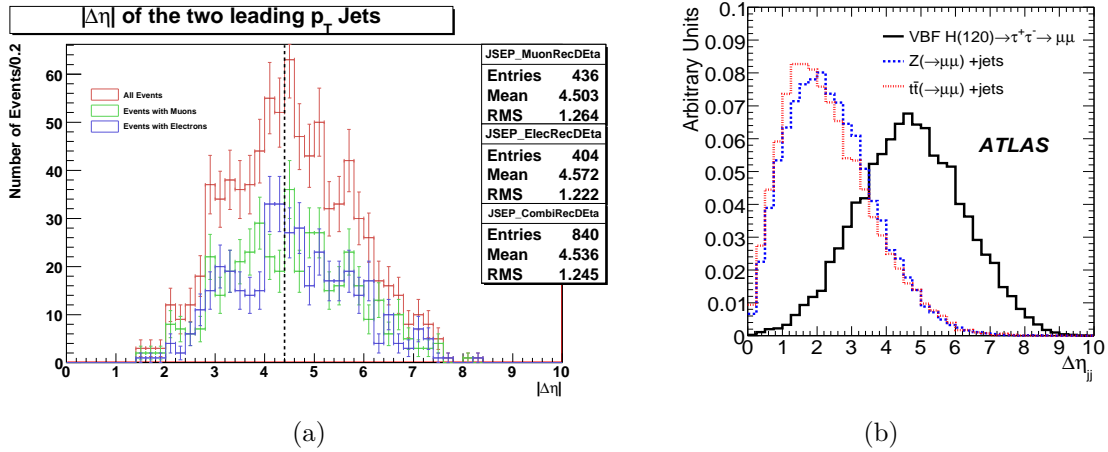 |Δη| of the two leading p_T Jets
Number of Events/0.2
60
50
40
30
20
10
0
All Events
Events with Muons
Events with Electrons
JSEP_MuonRecDEta
Entries 436
Mean 4.503
RMS 1.264
JSEP_ElecRecDEta
Entries 404
Mean 4.572
RMS 1.222
JSEP_CombiRecDEta
Entries 840
Mean 4.536
RMS 1.245
0 1 2 3 4 5 6 7 8 9 10
|Δη|
(a)
Arbitrary Units
0.1
0.09
0.08
0.07
0.06
0.05
0.04
0.03
0.02
0.01
0
VBF H(120)→τ⁺τ⁻→ μμ
Z(→μμ) +jets
tt̄(→μμ) +jets
ATLAS
0 1 2 3 4 5 6 7 8 9 10
Δη_jj
(b)